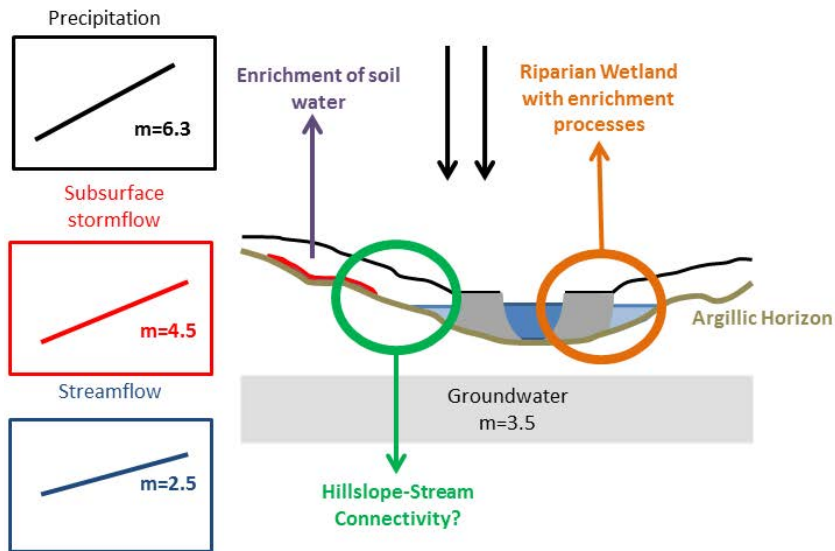 Precipitation
m=6.3
Subsurface
stormflow
m=4.5
Streamflow
m=2.5
Enrichment of soil
water
Riparian Wetland
with enrichment
processes
Argillic Horizon
Groundwater
m=3.5
Hillslope-Stream
Connectivity?